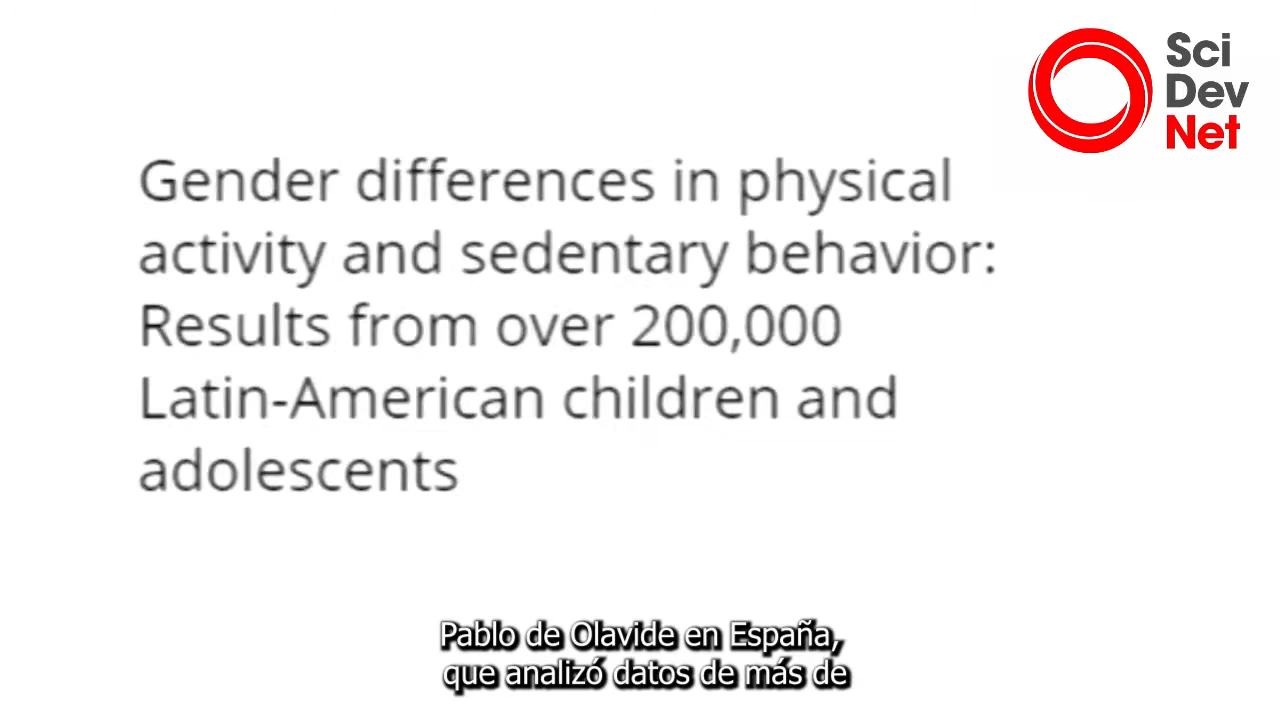 Sci
Dev
Net
Gender differences in physical
activity and sedentary behavior:
Results from over 200,000
Latin-American children and
adolescents
Pablo de Olavide en España,
que analizó datos de más de